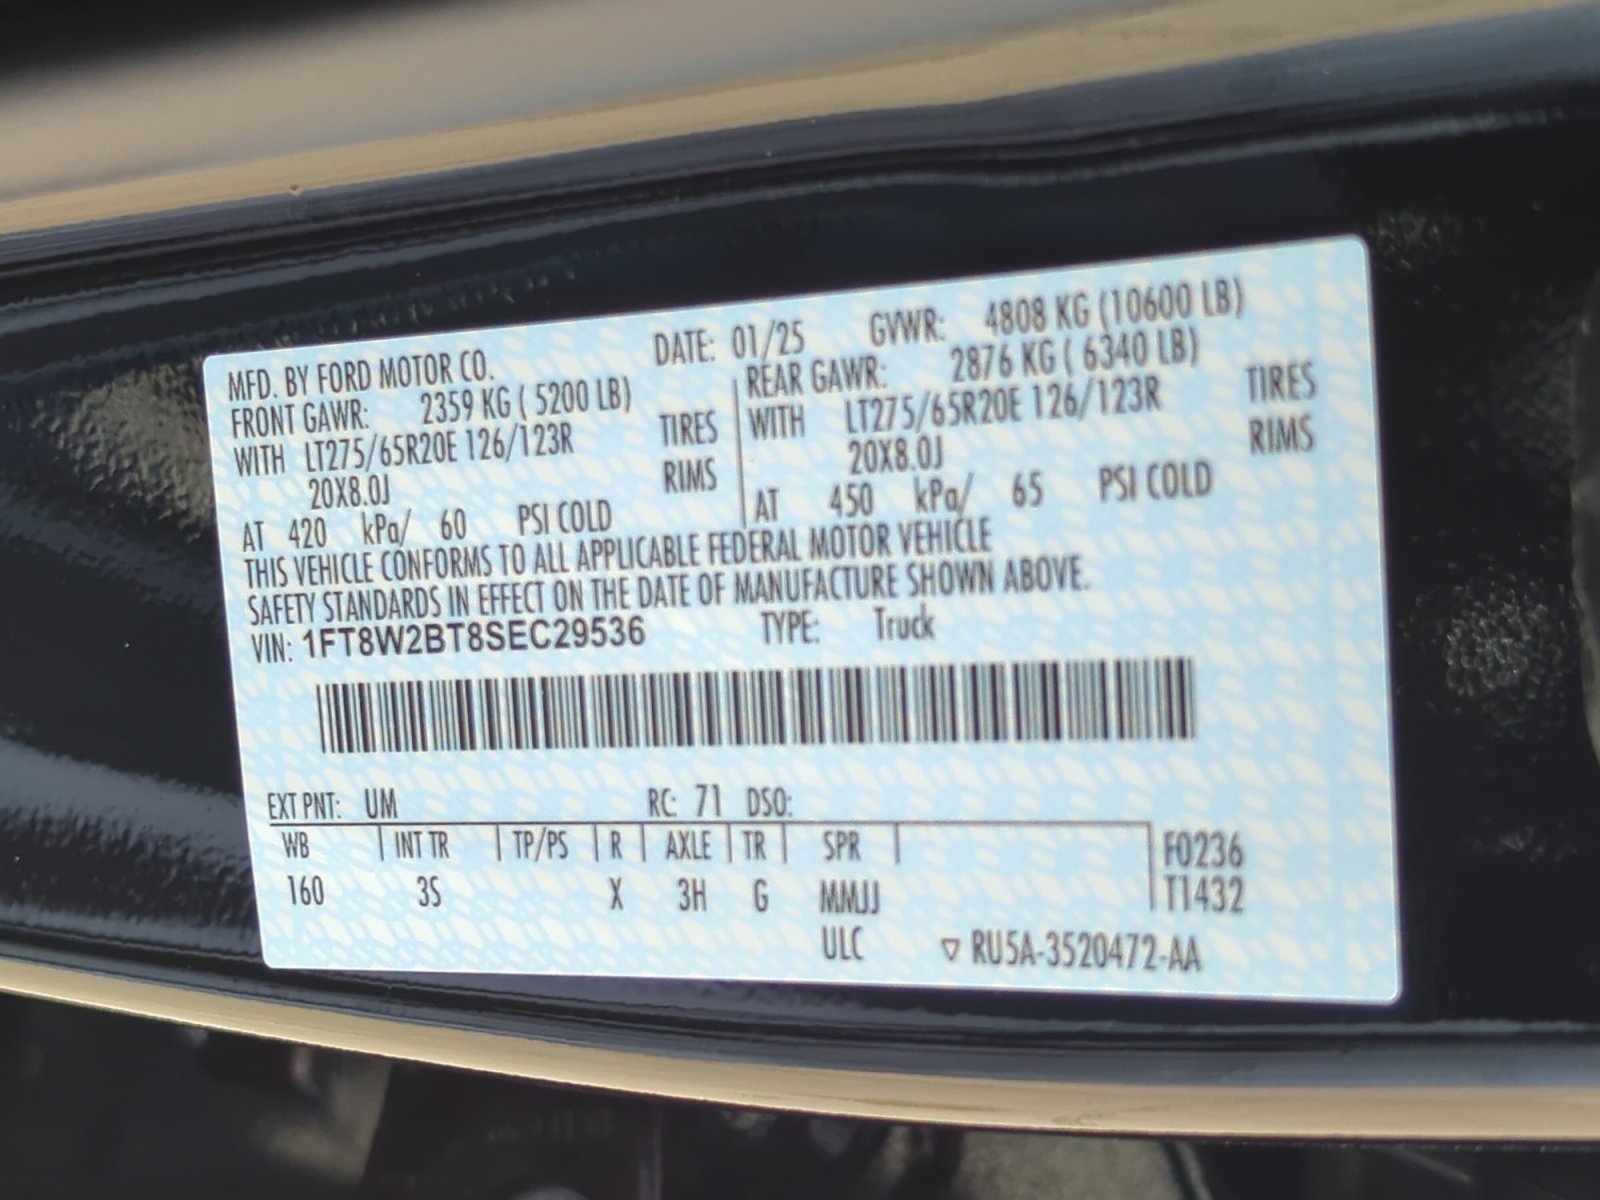 MFD. BY FORD MOTOR CO. DATE: 01/25 GVWR: 4808 KG (10600 LB)
FRONT GAWR: 2359 KG ( 5200 LB) REAR GAWR: 2876 KG ( 6340 LB)
WITH LT275/65R20E 126/123R TIRES WITH LT275/65R20E 126/123R TIRES
20X8.0J RIMS 20X8.0J RIMS
AT 420 kPa/ 60 PSI COLD AT 450 kPa/ 65 PSI COLD
THIS VEHICLE CONFORMS TO ALL APPLICABLE FEDERAL MOTOR VEHICLE
SAFETY STANDARDS IN EFFECT ON THE DATE OF MANUFACTURE SHOWN ABOVE.
VIN: 1FT8W2BT8SEC29536 TYPE: Truck
EXT PNT: UM RC: 71 DSO:
WB INT TR TP/PS R AXLE TR SPR F0236
160 3S X 3H G MMJJ T1432
ULC ▽ RU5A-3520472-AA